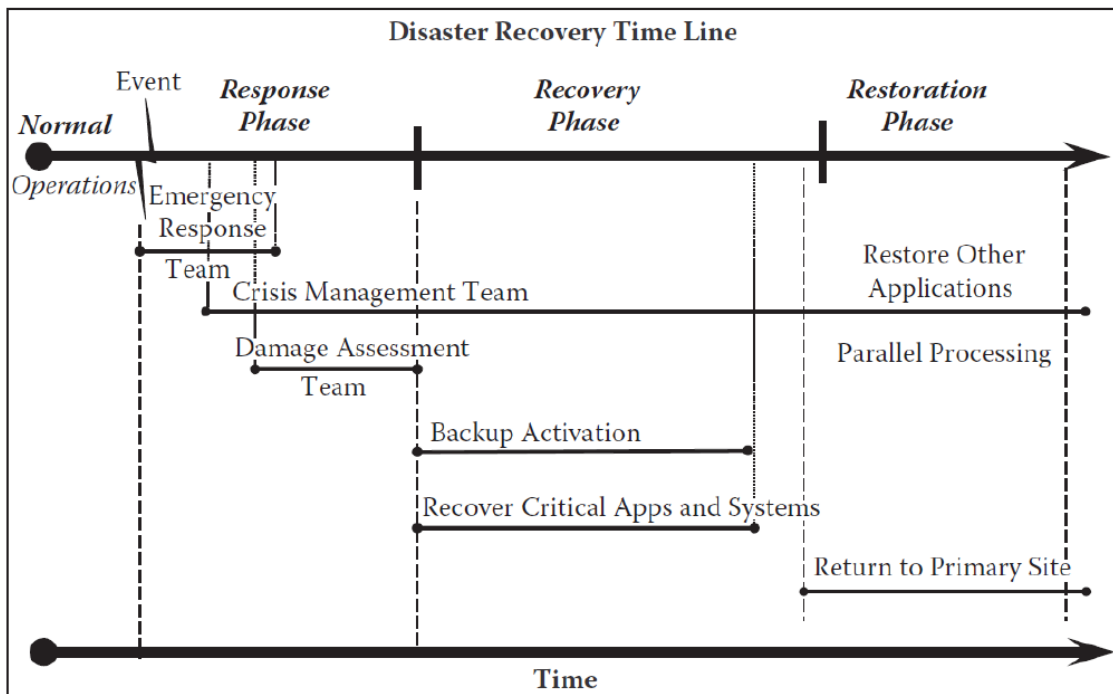 Disaster Recovery Time Line
Event
Response
Phase
Recovery
Phase
Restoration
Phase
Normal
Operations
Emergency
Response
Team
Restore Other
Applications
Crisis Management Team
Parallel Processing
Damage Assessment
Team
Backup Activation
Recover Critical Apps and Systems
Return to Primary Site
Time